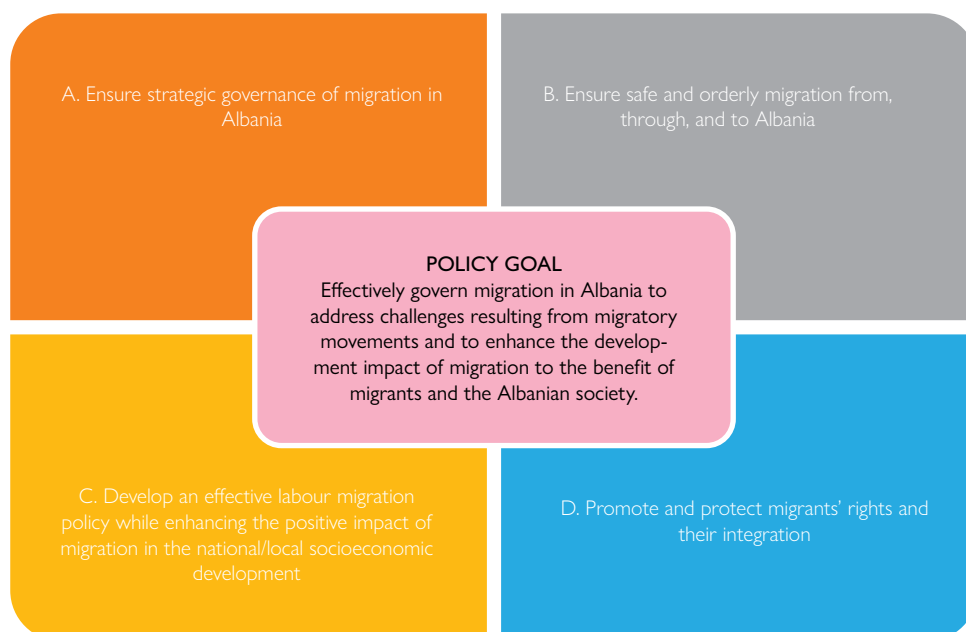 A. Ensure strategic governance of migration in
Albania
B. Ensure safe and orderly migration from,
through, and to Albania
POLICY GOAL
Effectively govern migration in Albania to
address challenges resulting from migratory
movements and to enhance the develop-
ment impact of migration to the benefit of
migrants and the Albanian society.
C. Develop an effective labour migration
policy while enhancing the positive impact of
migration in the national/local socioeconomic
development
D. Promote and protect migrants’ rights and
their integration